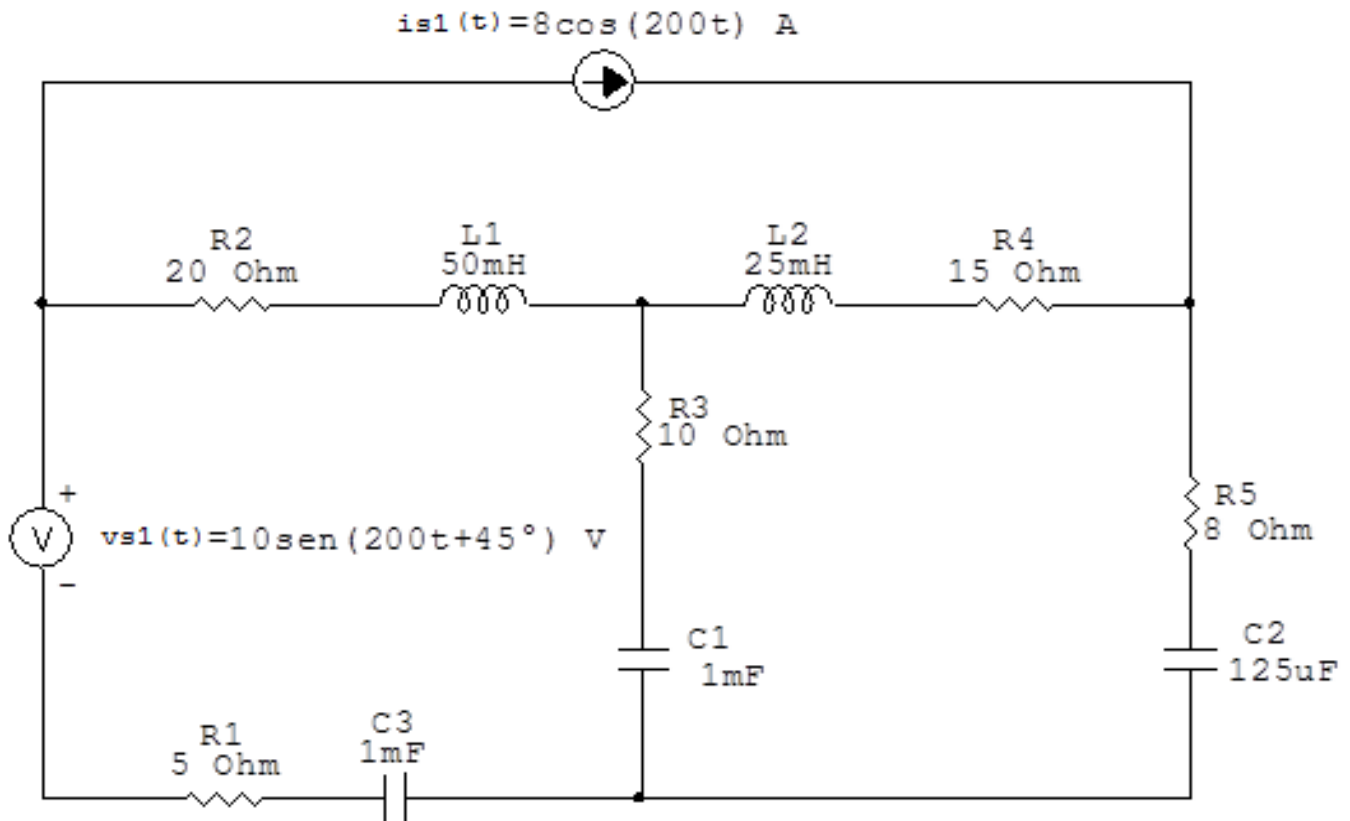 is1(t)=8cos(200t) A
R2
20 Ohm
L1
50mH
L2
25mH
R4
15 Ohm
R3
10 Ohm
+
V
-
vs1(t)=10sen(200t+45°) V
R5
8 Ohm
C1
1mF
C2
125uF
R1
5 Ohm
C3
1mF